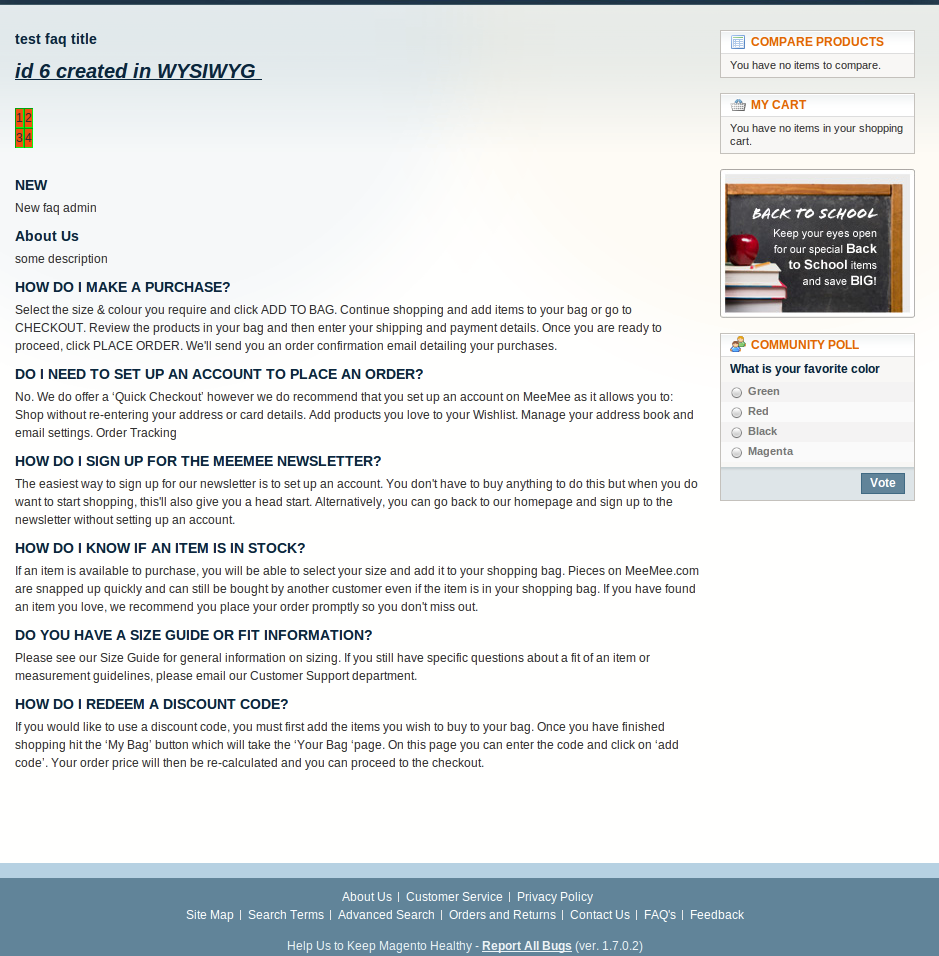 test faq title
id 6 created in WYSIWYG
1 2
3 4
NEW
New faq admin
About Us
some description
HOW DO I MAKE A PURCHASE?
Select the size & colour you require and click ADD TO BAG. Continue shopping and add items to your bag or go to
CHECKOUT. Review the products in your bag and then enter your shipping and payment details. Once you are ready to
proceed, click PLACE ORDER. We'll send you an order confirmation email detailing your purchases.
DO I NEED TO SET UP AN ACCOUNT TO PLACE AN ORDER?
No. We do offer a ‘Quick Checkout’ however we do recommend that you set up an account on MeeMee as it allows you to:
Shop without re-entering your address or card details. Add products you love to your Wishlist. Manage your address book and
email settings. Order Tracking
HOW DO I SIGN UP FOR THE MEEMEE NEWSLETTER?
The easiest way to sign up for our newsletter is to set up an account. You don't have to buy anything to do this but when you do
want to start shopping, this'll also give you a head start. Alternatively, you can go back to our homepage and sign up to the
newsletter without setting up an account.
HOW DO I KNOW IF AN ITEM IS IN STOCK?
If an item is available to purchase, you will be able to select your size and add it to your shopping bag. Pieces on MeeMee.com
are snapped up quickly and can still be bought by another customer even if the item is in your shopping bag. If you have found
an item you love, we recommend you place your order promptly so you don't miss out.
DO YOU HAVE A SIZE GUIDE OR FIT INFORMATION?
Please see our Size Guide for general information on sizing. If you still have specific questions about a fit of an item or
measurement guidelines, please email our Customer Support department.
HOW DO I REDEEM A DISCOUNT CODE?
If you would like to use a discount code, you must first add the items you wish to buy to your bag. Once you have finished
shopping hit the ‘My Bag’ button which will take the ‘Your Bag ‘page. On this page you can enter the code and click on ‘add
code’. Your order price will then be re-calculated and you can proceed to the checkout.
COMPARE PRODUCTS
You have no items to compare.
MY CART
You have no items in your shopping
cart.
BACK TO SCHOOL
Keep your eyes open
for our special Back
to School items
and save BIG!
COMMUNITY POLL
What is your favorite color
Green
Red
Black
Magenta
Vote
About Us | Customer Service | Privacy Policy
Site Map | Search Terms | Advanced Search | Orders and Returns | Contact Us | FAQ's | Feedback
Help Us to Keep Magento Healthy - Report All Bugs (ver. 1.7.0.2)